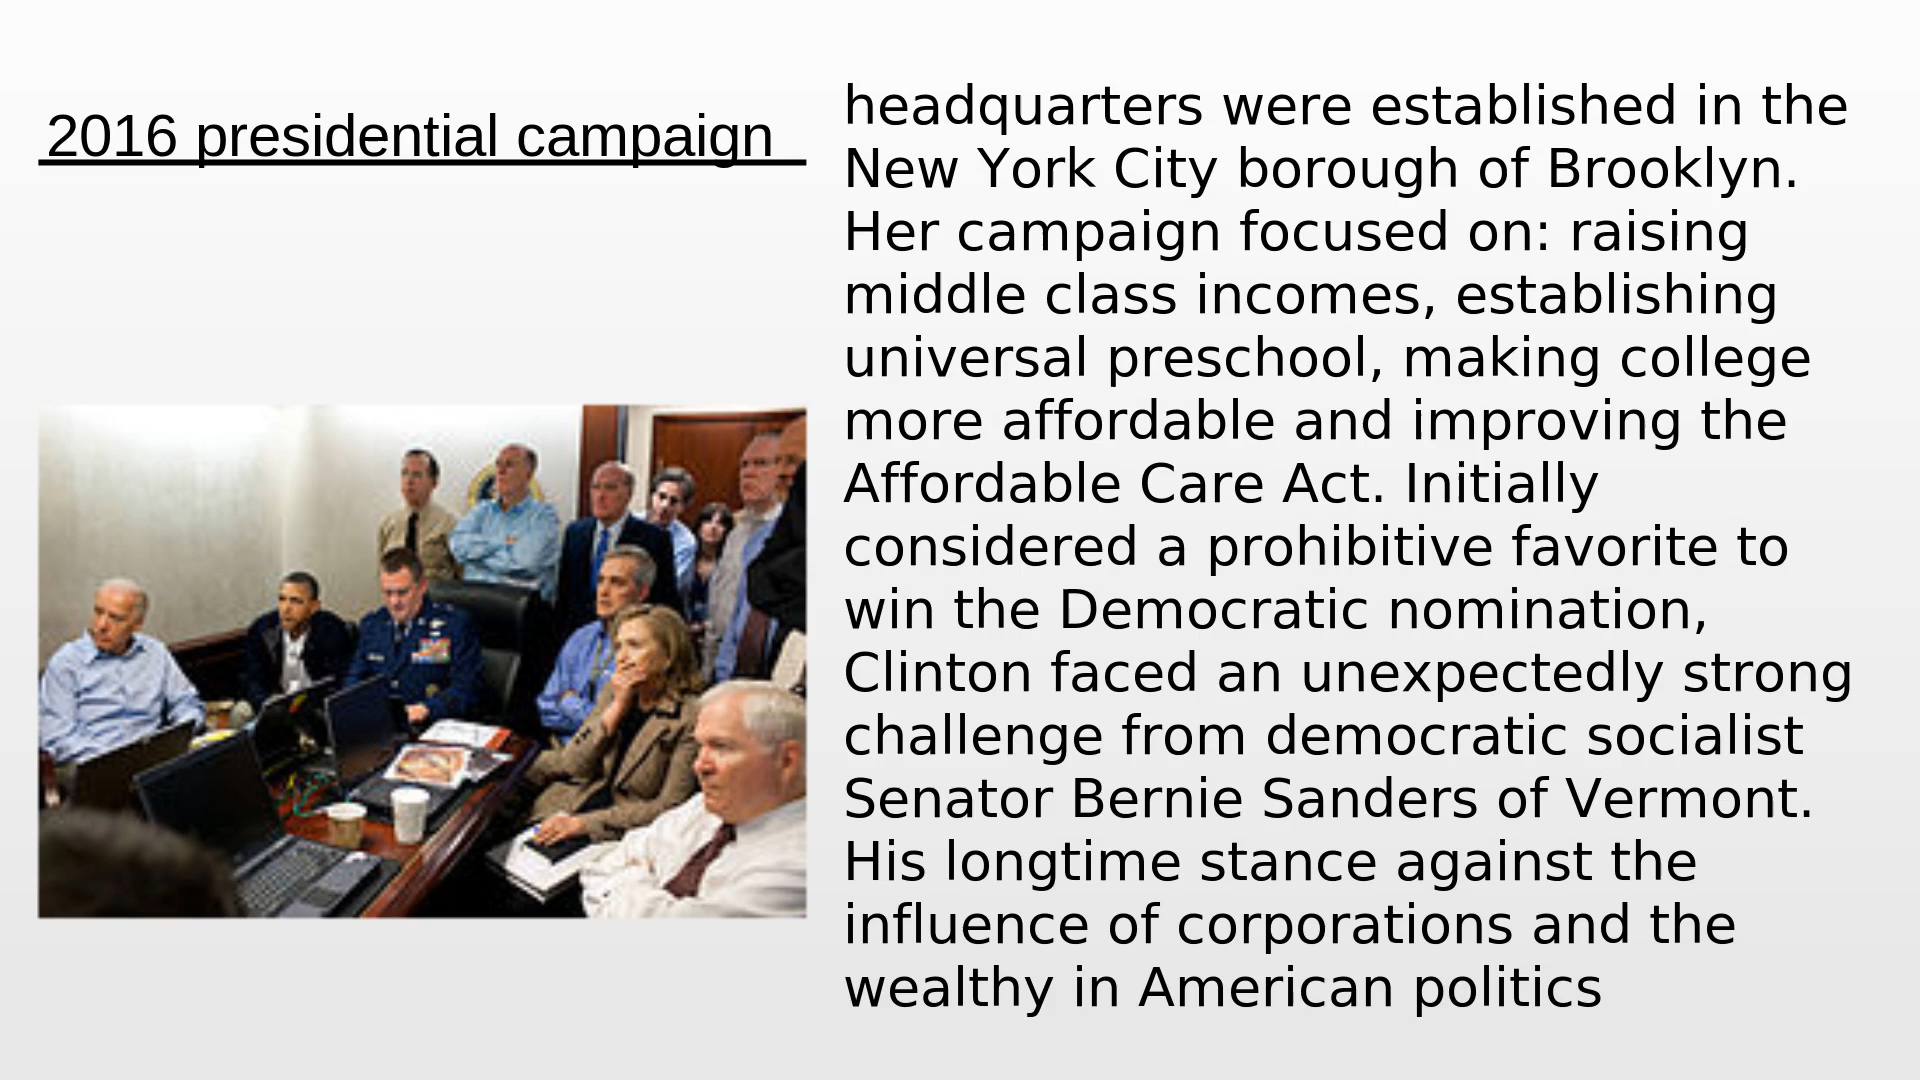 2016 presidential campaign
headquarters were established in the
New York City borough of Brooklyn.
Her campaign focused on: raising
middle class incomes, establishing
universal preschool, making college
more affordable and improving the
Affordable Care Act. Initially
considered a prohibitive favorite to
win the Democratic nomination,
Clinton faced an unexpectedly strong
challenge from democratic socialist
Senator Bernie Sanders of Vermont.
His longtime stance against the
influence of corporations and the
wealthy in American politics